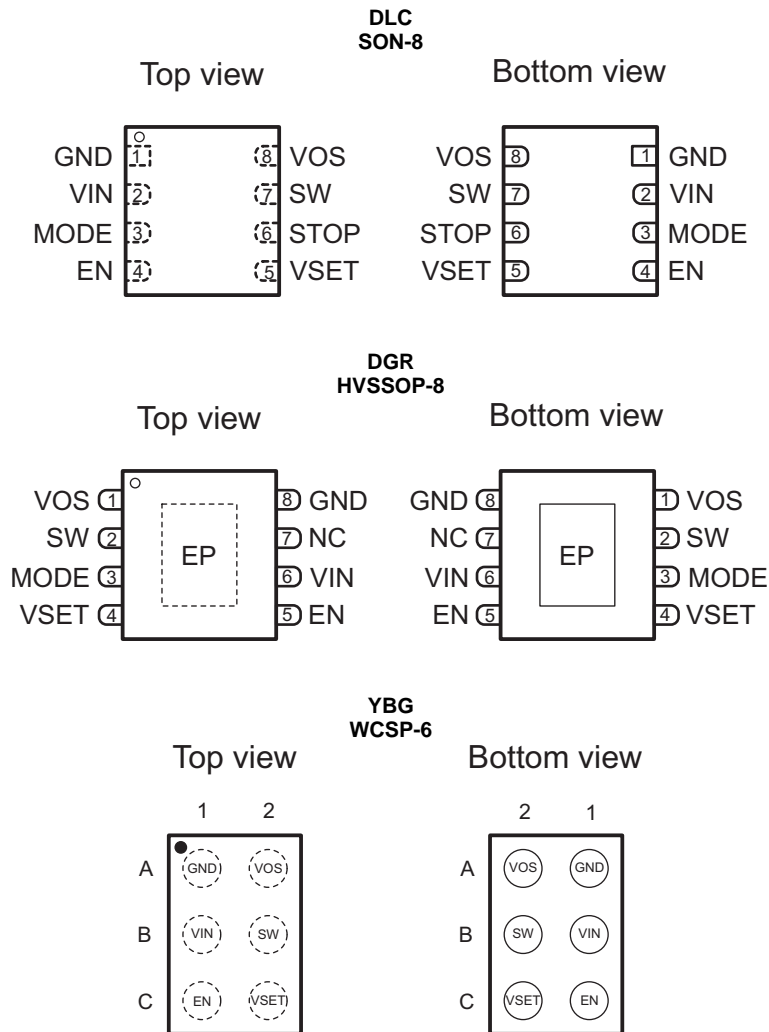 DLC
SON-8
Top view Bottom view
GND 1 8 VOS VOS 8 1 GND
VIN 2 7 SW SW 7 2 VIN
MODE 3 6 STOP STOP 6 3 MODE
EN 4 5 VSET VSET 5 4 EN
DGR
HVSSOP-8
Top view Bottom view
VOS 1 8 GND GND 8 1 VOS
SW 2 7 NC NC 7 2 SW
EP EP
MODE 3 6 VIN VIN 6 3 MODE
VSET 4 5 EN EN 5 4 VSET
YBG
WCSP-6
Top view Bottom view
1 2 2 1
A GND VOS A VOS GND
B VIN SW B SW VIN
C EN VSET C VSET EN